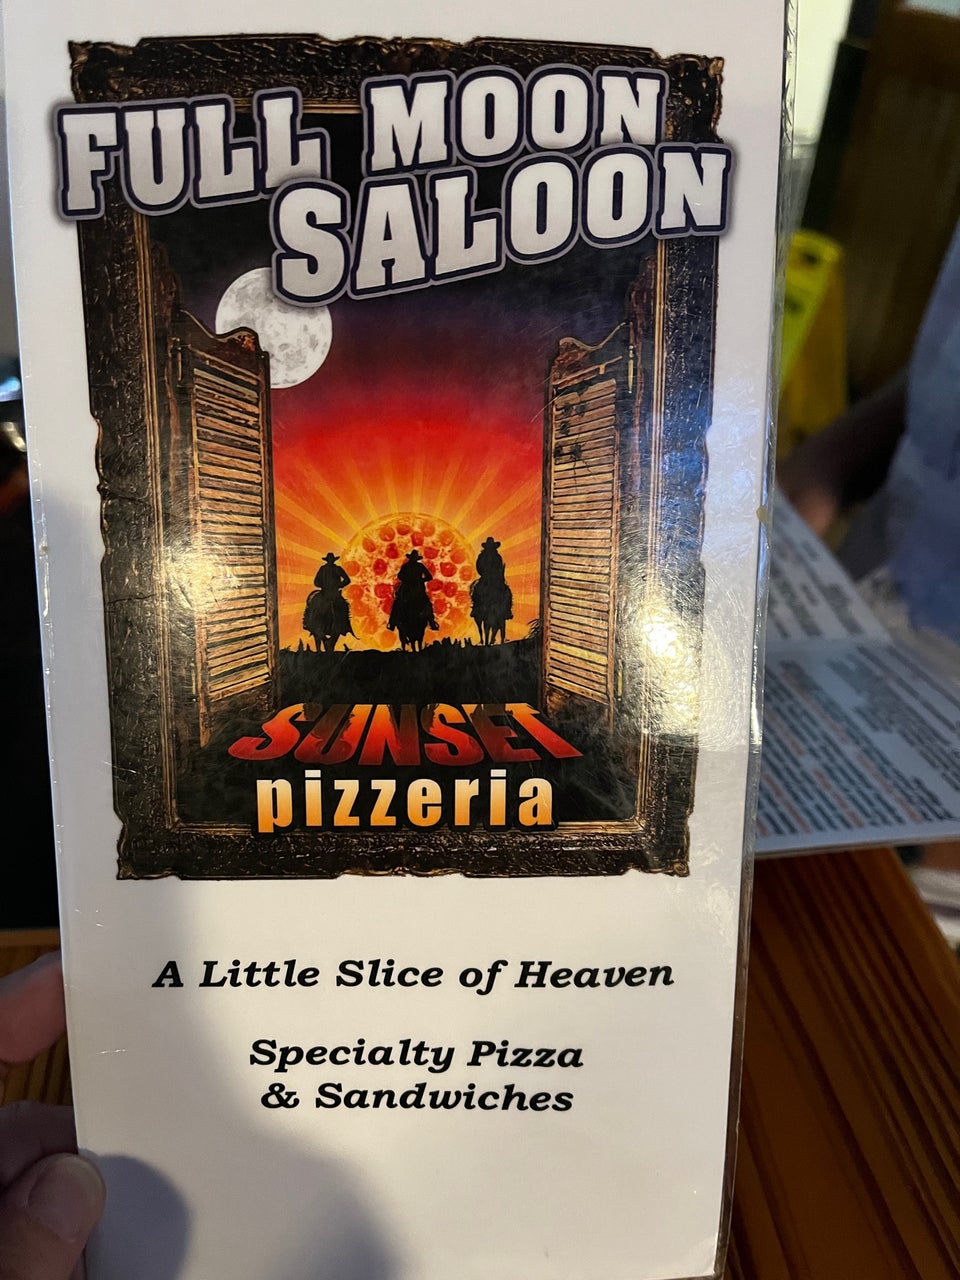 FULL MOON
SALOON
SUNSET
pizzeria
A Little Slice of Heaven
Specialty Pizza
& Sandwiches